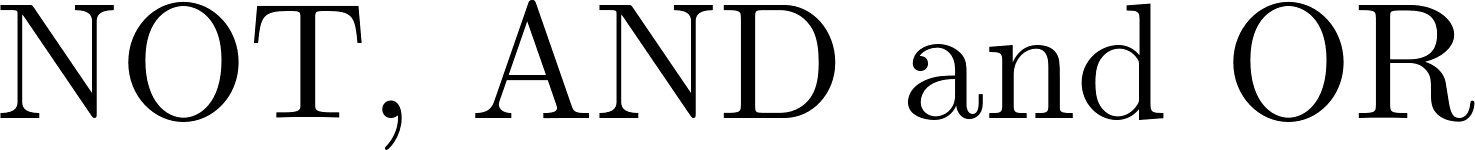 NOT, AND and OR